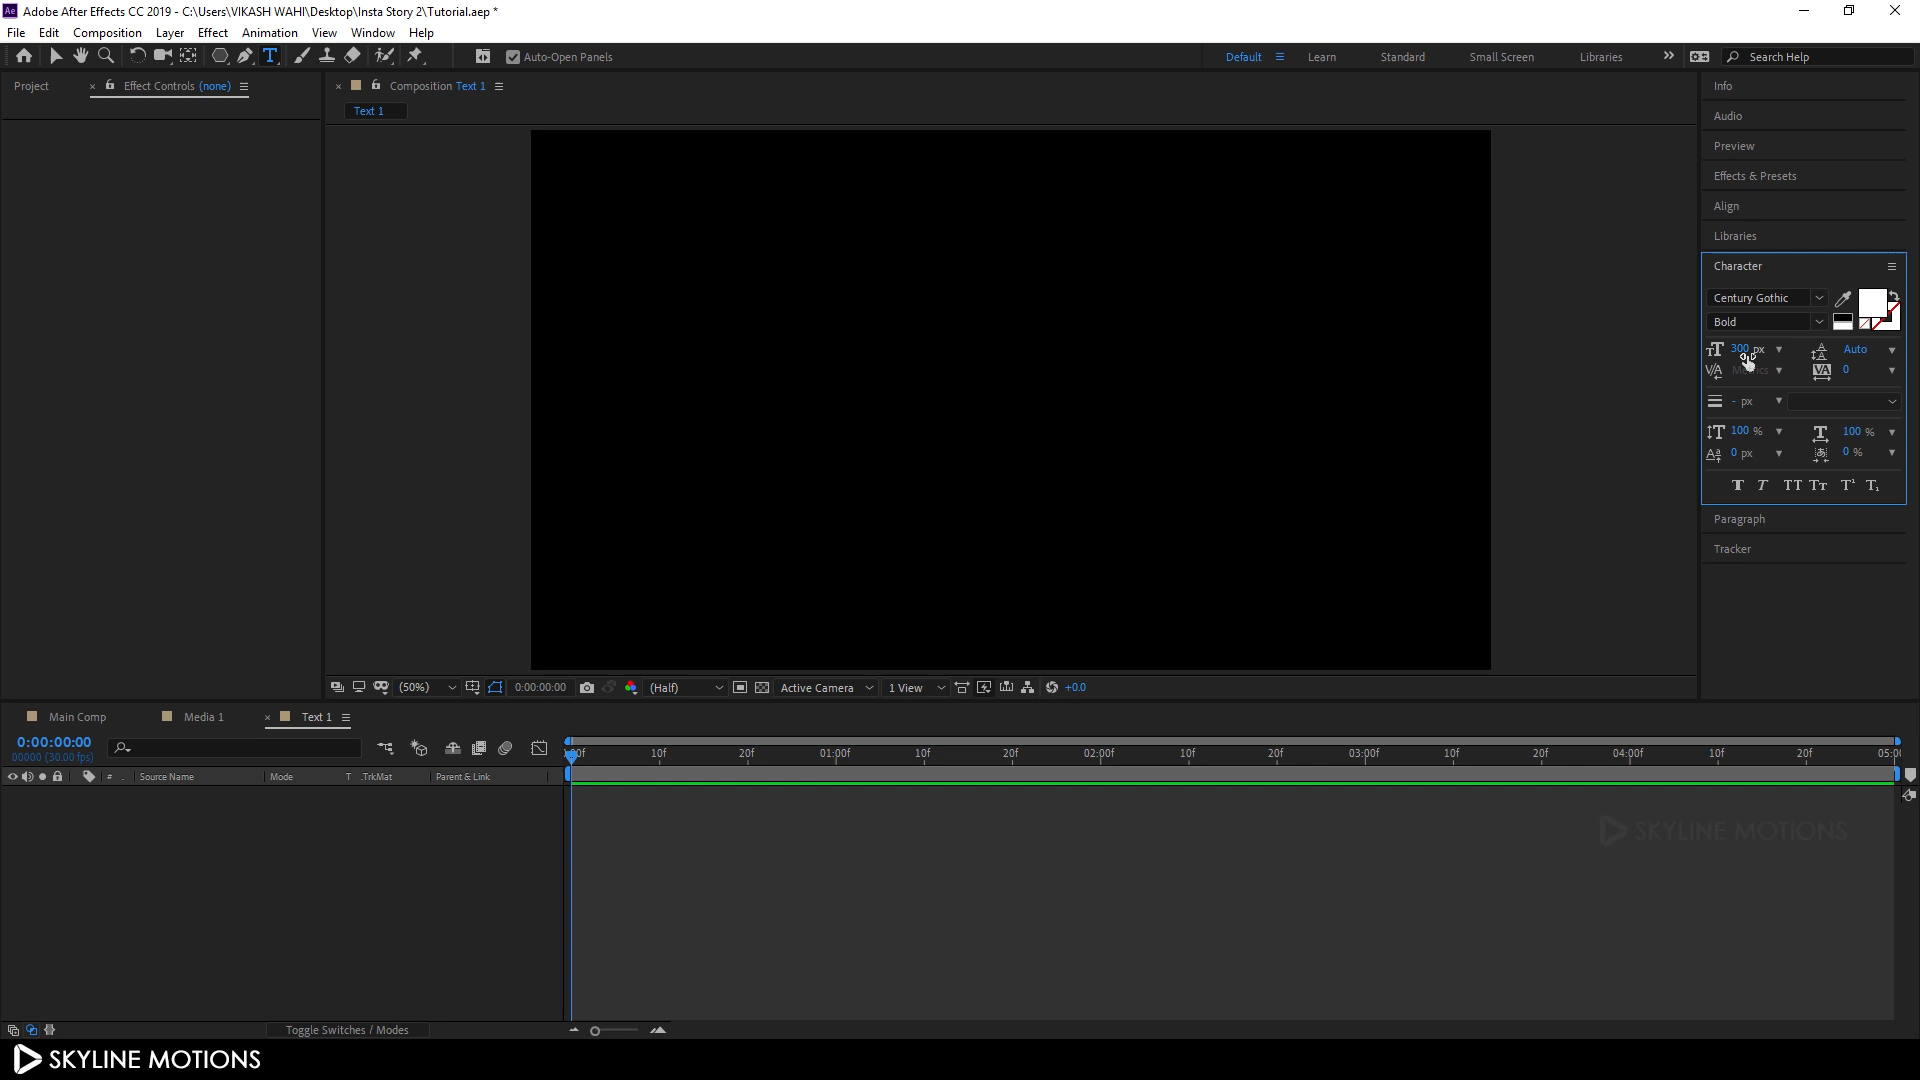 Adobe After Effects CC 2019 - C:\Users\VIKASH WAHI\Desktop\Insta Story 2\Tutorial.aep *
File Edit Composition Layer Effect Animation View Window Help
Auto-Open Panels Default Learn Standard Small Screen Libraries Search Help
Project Effect Controls (none) Composition Text 1
Text 1
Info
Audio
Preview
Effects & Presets
Align
Libraries
Character
Century Gothic
Bold
300 px Auto
0
- px
100 % 100 %
0 px 0 %
Paragraph
Tracker
(50%) 0:00:00:00 (Half) Active Camera 1 View +0.0
Main Comp Media 1 Text 1
0:00:00:00
00000 (30.00 fps)
10f 20f 01:00f 10f 20f 02:00f 10f 20f 03:00f 10f 20f 04:00f 10f 20f 05:00
# . Source Name Mode T .TrkMat Parent & Link
SKYLINE MOTIONS
Toggle Switches / Modes
SKYLINE MOTIONS